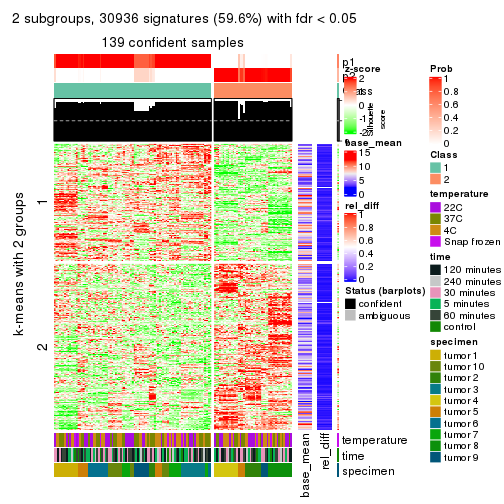 2 subgroups, 30936 signatures (59.6%) with fdr < 0.05
139 confident samples
k-means with 2 groups
1
2
p1
z-score
2
1
0
-1
-2
Silhouette
score
base_mean
15
10
5
0
rel_diff
1
0.8
0.6
0.4
0.2
0
Status (barplots)
confident
ambiguous
Prob
1
0.8
0.6
0.4
0.2
0
Class
1
2
temperature
22C
37C
4C
Snap frozen
time
120 minutes
240 minutes
30 minutes
5 minutes
60 minutes
control
specimen
tumor 1
tumor 10
tumor 2
tumor 3
tumor 4
tumor 5
tumor 6
tumor 7
tumor 8
tumor 9
temperature
time
specimen
base_mean
rel_diff